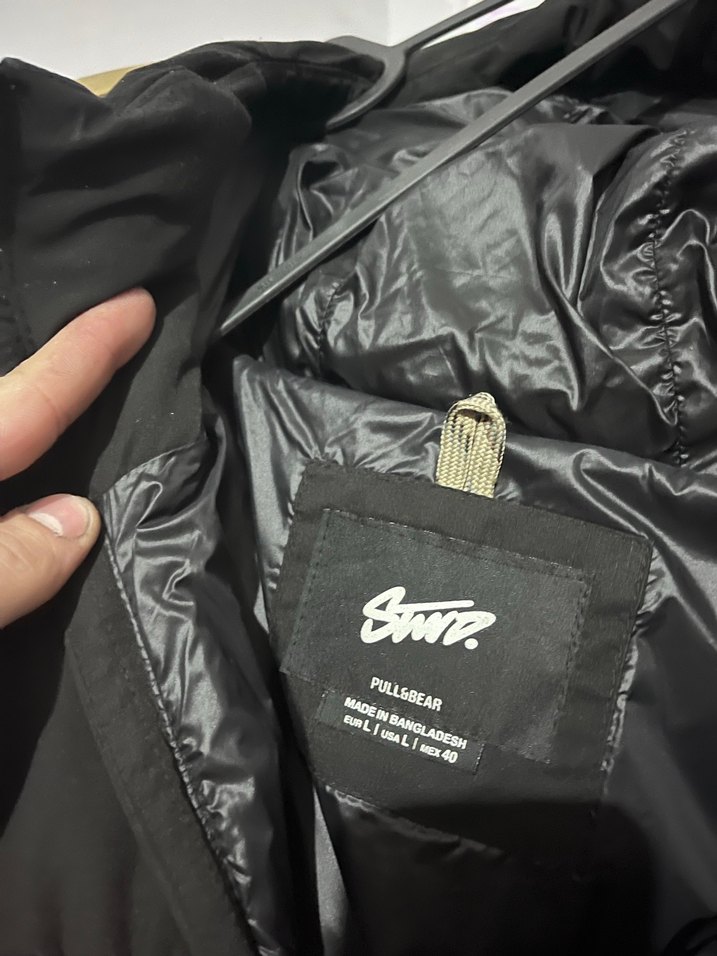 STWD.
PULL&BEAR
MADE IN BANGLADESH
EUR L | USA L | MEX 40